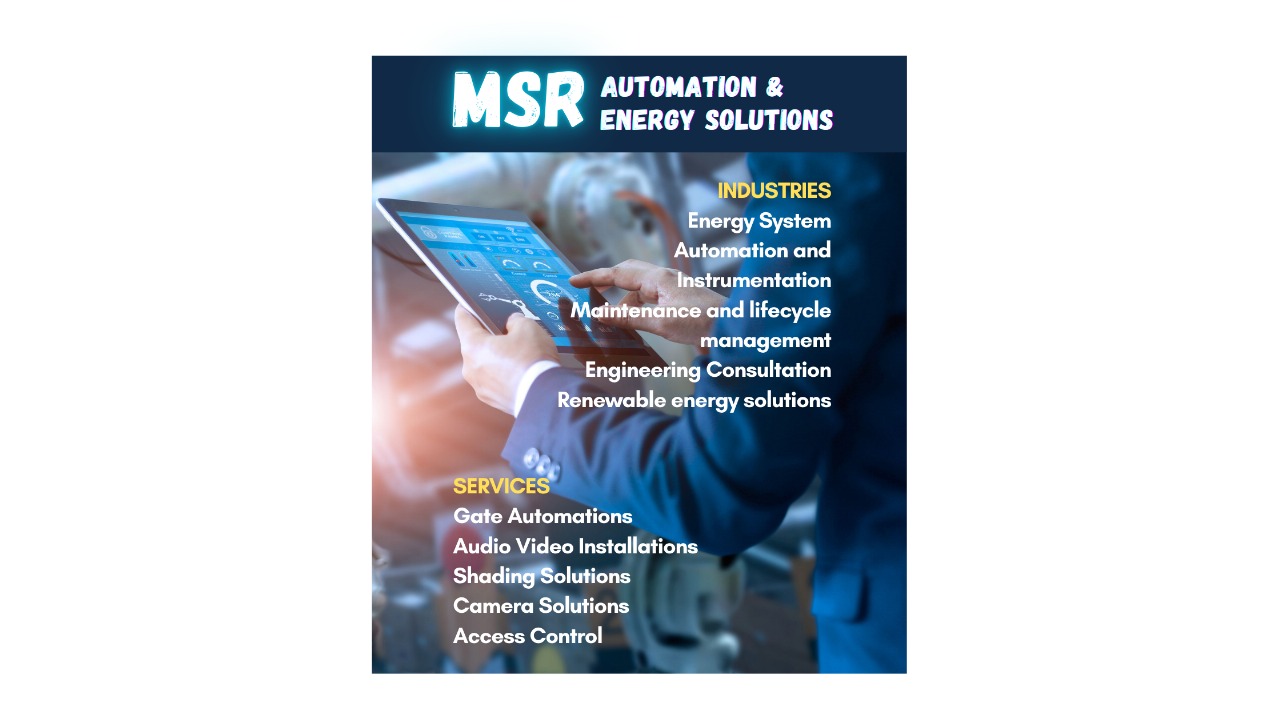 MSR
AUTOMATION &
ENERGY SOLUTIONS
INDUSTRIES
Energy System
Automation and
Instrumentation
Maintenance and lifecycle
management
Engineering Consultation
Renewable energy solutions
SERVICES
Gate Automations
Audio Video Installations
Shading Solutions
Camera Solutions
Access Control